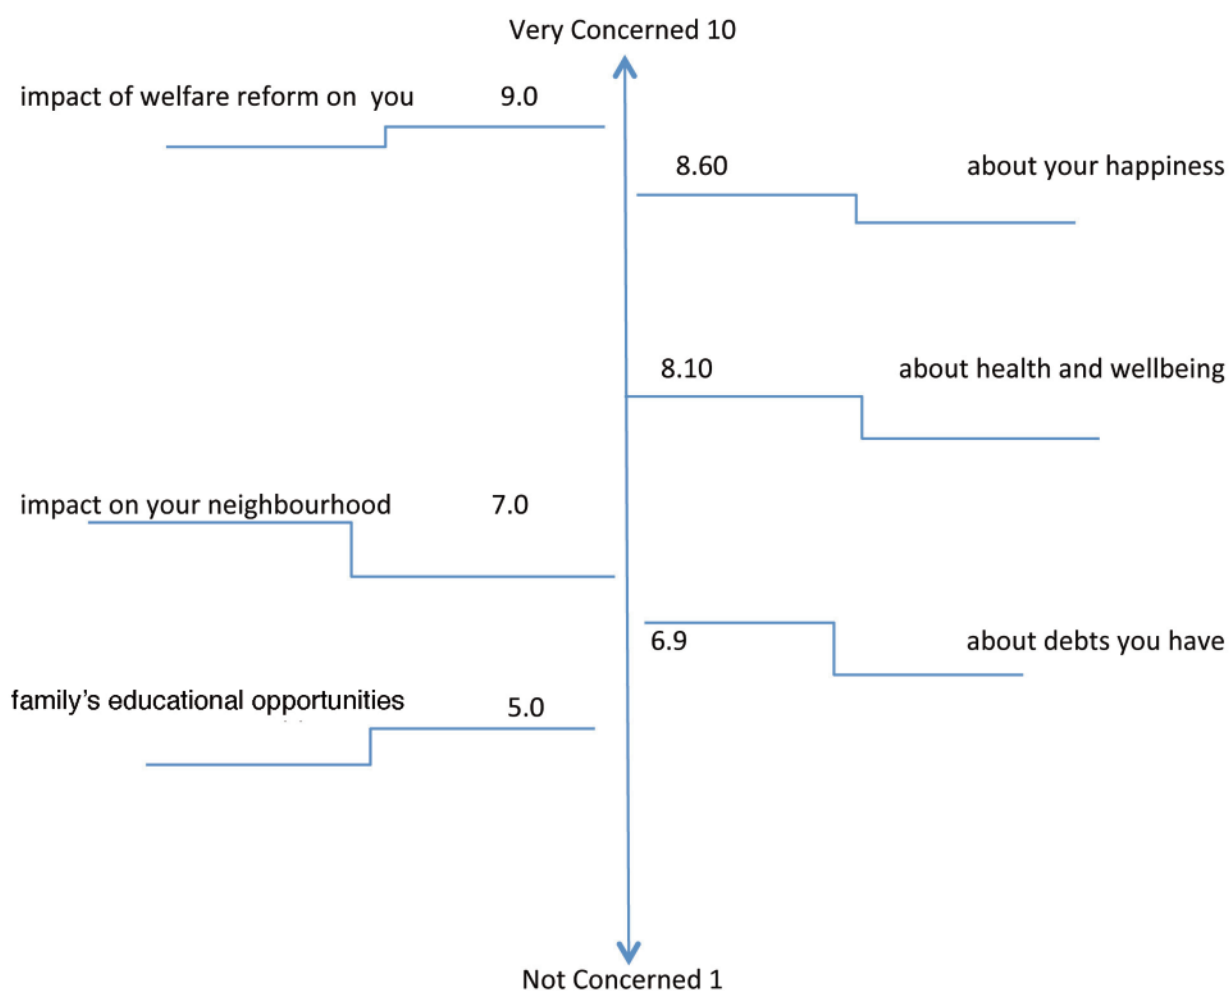 Very Concerned 10
impact of welfare reform on you 9.0
8.60 about your happiness
8.10 about health and wellbeing
impact on your neighbourhood 7.0
6.9 about debts you have
family's educational opportunities 5.0
Not Concerned 1